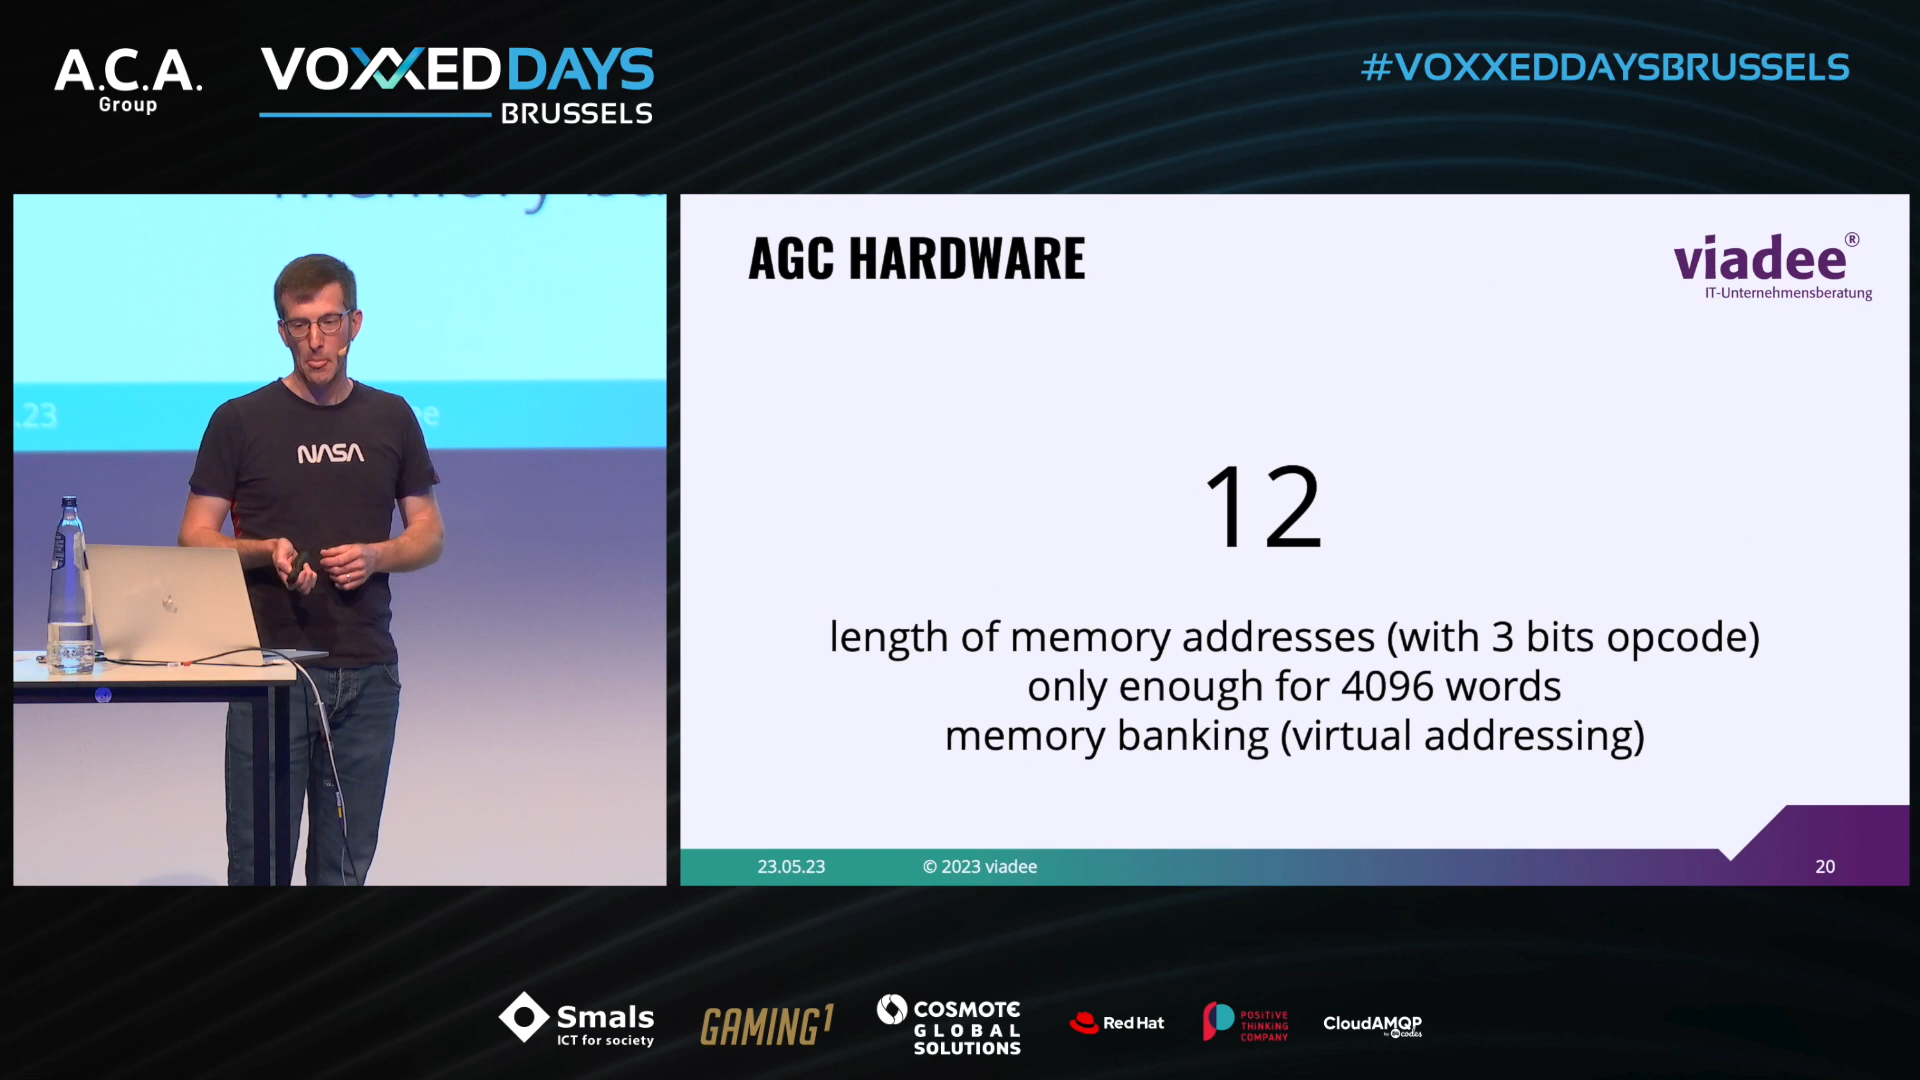 A.C.A.
Group
VOXXEDDAYS
BRUSSELS
#VOXXEDDAYSBRUSSELS
.23
NASA
AGC HARDWARE
viadee®
IT-Unternehmensberatung
12
length of memory addresses (with 3 bits opcode)
only enough for 4096 words
memory banking (virtual addressing)
23.05.23
© 2023 viadee
20
Smals
ICT for society
GAMING1
COSMOTE
GLOBAL
SOLUTIONS
Red Hat
POSITIVE
THINKING
COMPANY
CloudAMQP